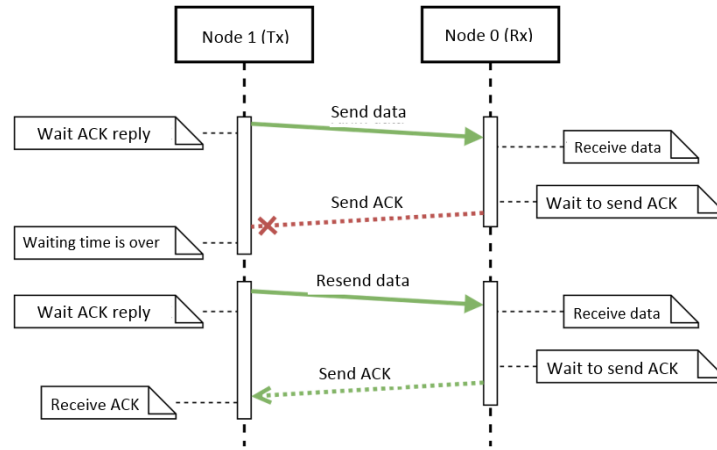 Node 1 (Tx)
Node 0 (Rx)
Send data
Wait ACK reply
Receive data
Send ACK
Wait to send ACK
Waiting time is over
Resend data
Wait ACK reply
Receive data
Send ACK
Wait to send ACK
Receive ACK